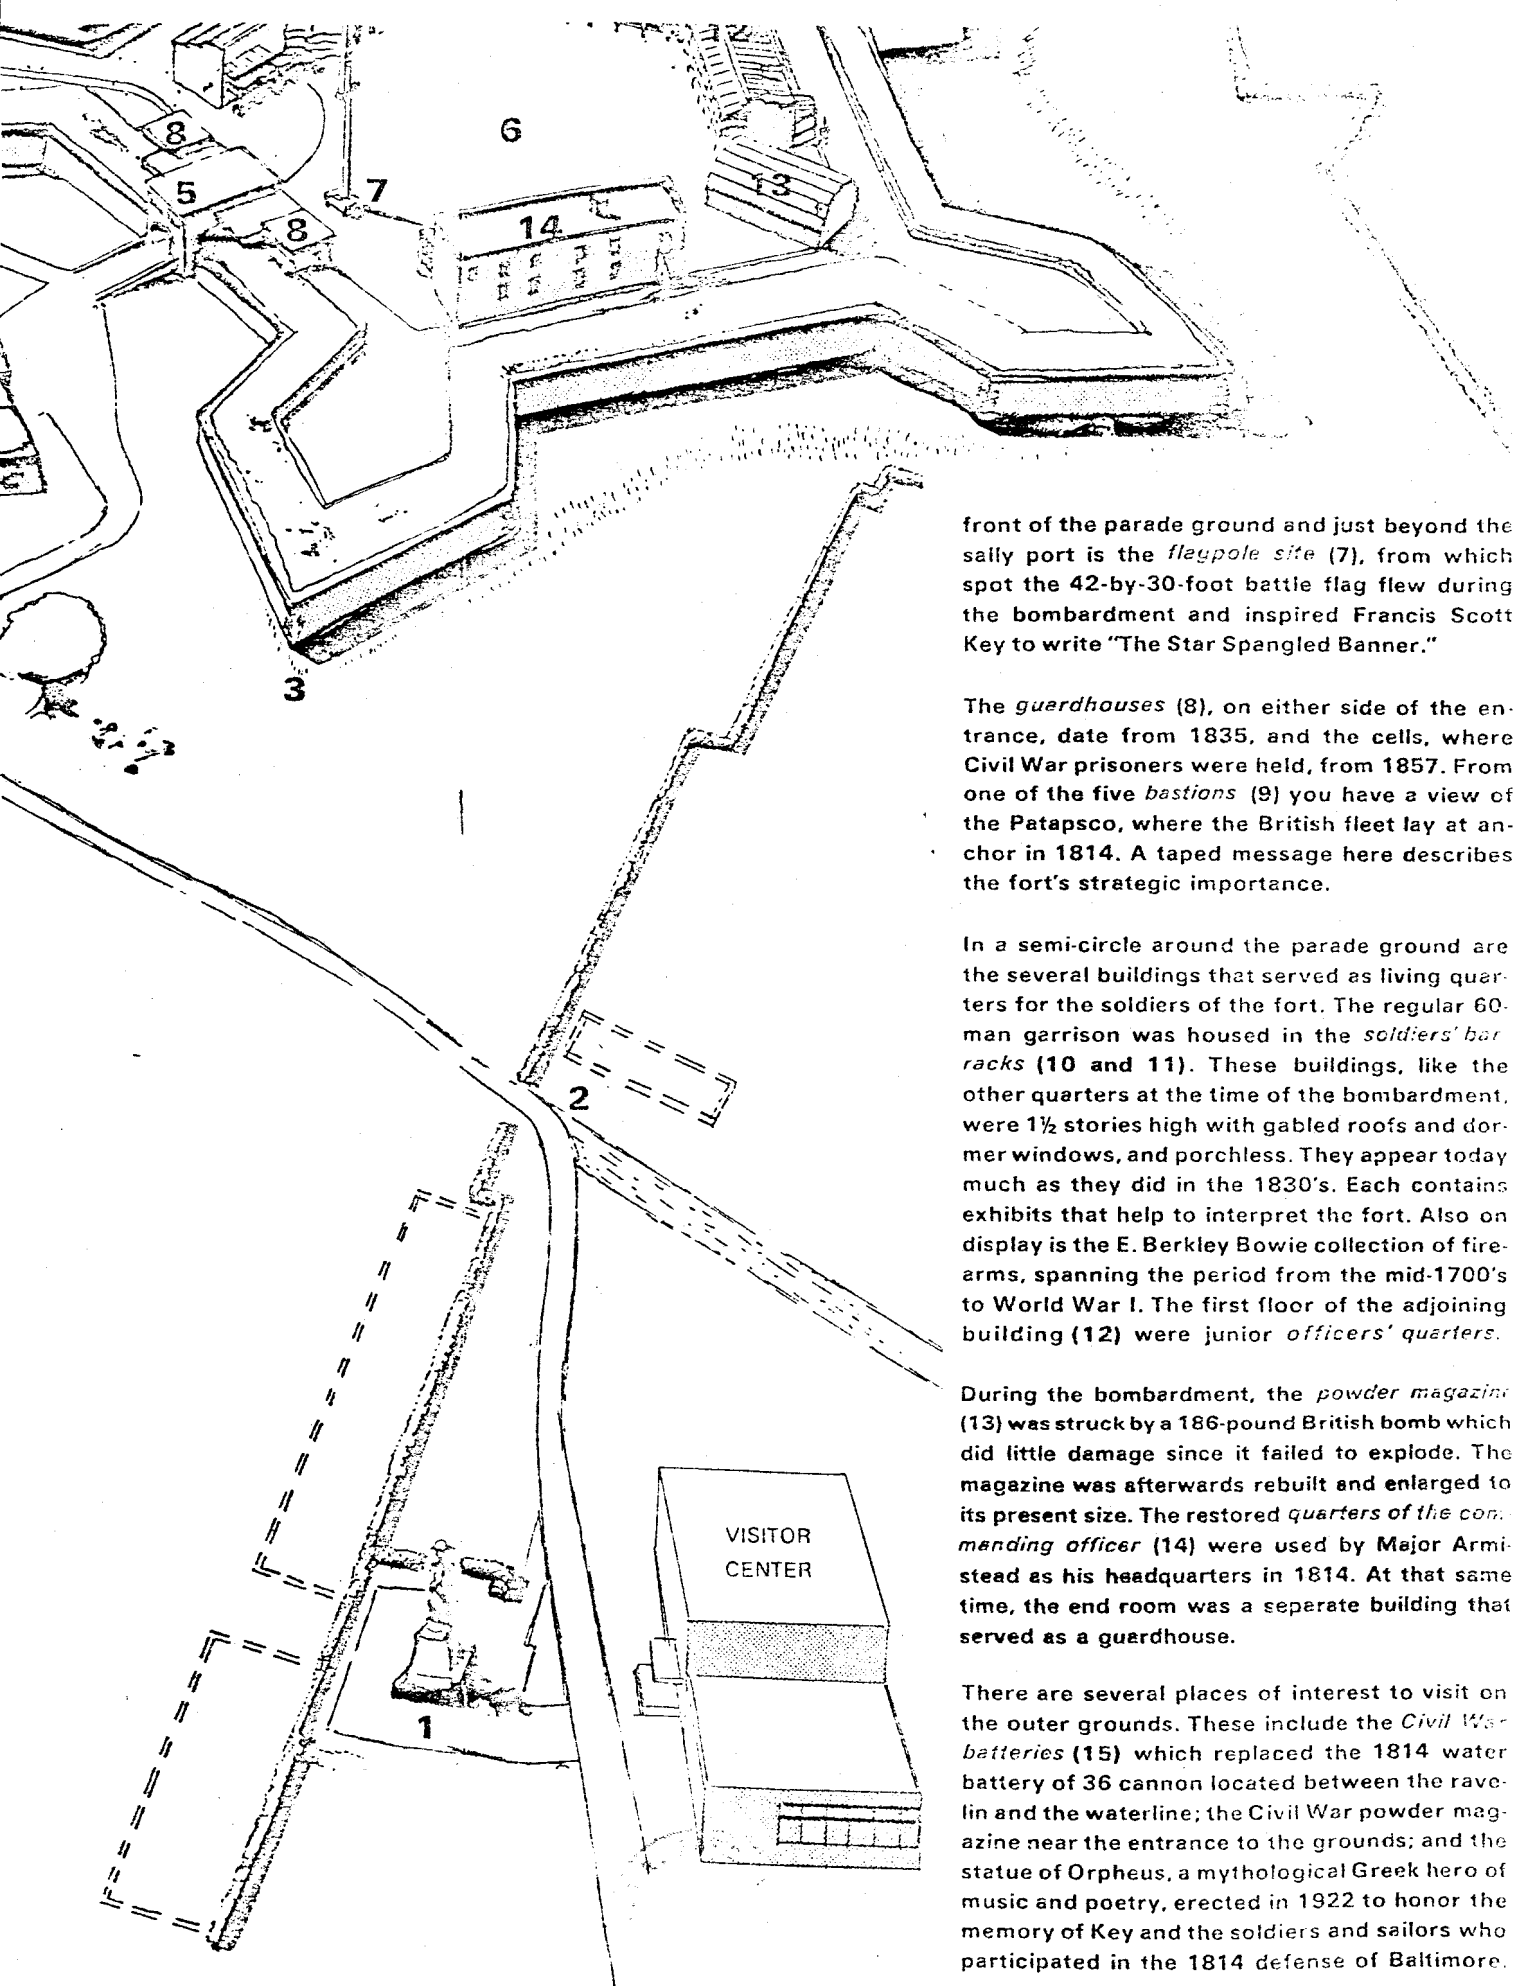 12
8
6
5
7
13
8
14
3
2
VISITOR
CENTER
1
front of the parade ground and just beyond the
sally port is the flagpole site (7), from which
spot the 42-by-30-foot battle flag flew during
the bombardment and inspired Francis Scott
Key to write "The Star Spangled Banner."
The guardhouses (8), on either side of the en-
trance, date from 1835, and the cells, where
Civil War prisoners were held, from 1857. From
one of the five bastions (9) you have a view of
the Patapsco, where the British fleet lay at an-
chor in 1814. A taped message here describes
the fort's strategic importance.
In a semi-circle around the parade ground are
the several buildings that served as living quar-
ters for the soldiers of the fort. The regular 60-
man garrison was housed in the soldiers' bar
racks (10 and 11). These buildings, like the
other quarters at the time of the bombardment,
were 1½ stories high with gabled roofs and dor-
mer windows, and porchless. They appear today
much as they did in the 1830's. Each contains
exhibits that help to interpret the fort. Also on
display is the E. Berkley Bowie collection of fire-
arms, spanning the period from the mid-1700's
to World War I. The first floor of the adjoining
building (12) were junior officers' quarters.
During the bombardment, the powder magazine
(13) was struck by a 186-pound British bomb which
did little damage since it failed to explode. The
magazine was afterwards rebuilt and enlarged to
its present size. The restored quarters of the com-
manding officer (14) were used by Major Armi-
stead as his headquarters in 1814. At that same
time, the end room was a separate building that
served as a guardhouse.
There are several places of interest to visit on
the outer grounds. These include the Civil War
batteries (15) which replaced the 1814 water
battery of 36 cannon located between the rave-
lin and the waterline; the Civil War powder mag-
azine near the entrance to the grounds; and the
statue of Orpheus, a mythological Greek hero of
music and poetry, erected in 1922 to honor the
memory of Key and the soldiers and sailors who
participated in the 1814 defense of Baltimore.